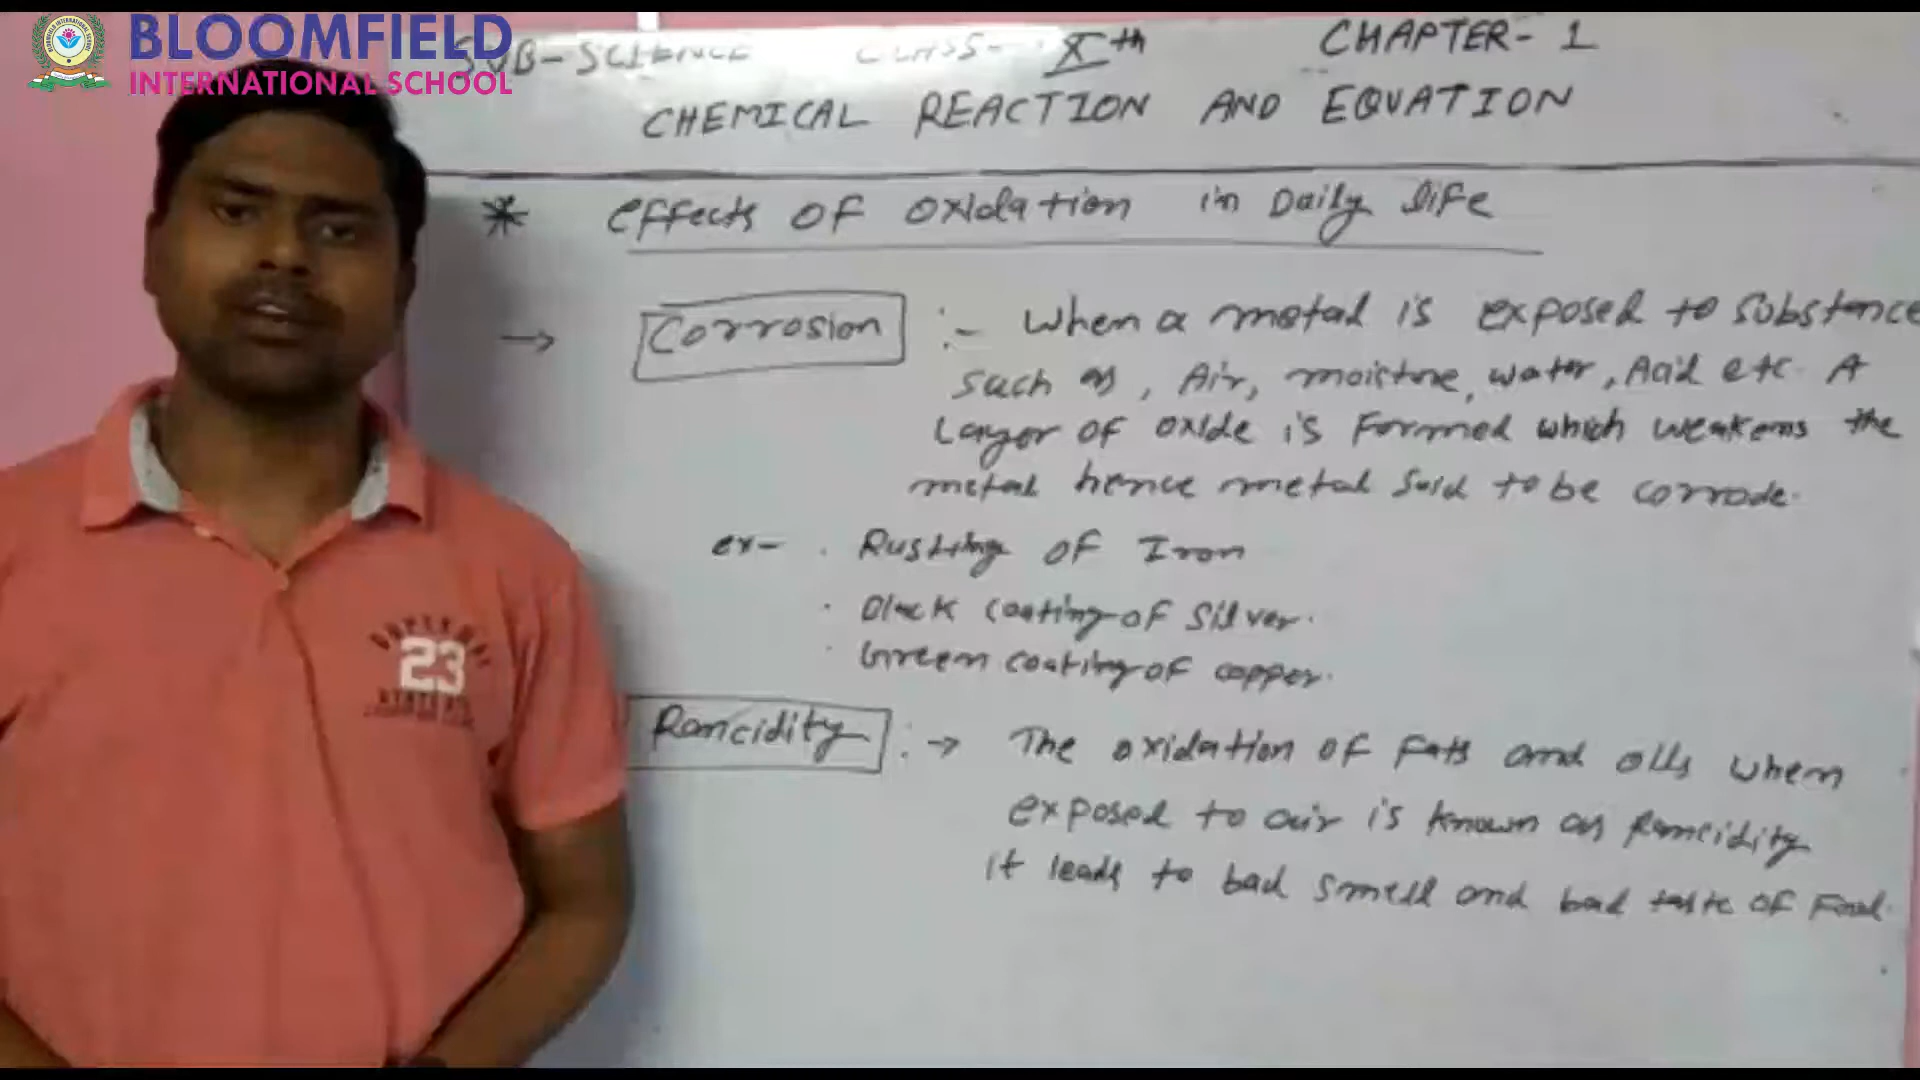 BLOOMFIELD
INTERNATIONAL SCHOOL
SUB-SCIENCE CLASS- Xth CHAPTER-1
CHEMICAL REACTION AND EQUATION
* Effects OF Oxidation in Daily life
→ Corrosion :- When a metal is exposed to substance
such as, Air, moisture, water, Acid etc. A
Layer of oxide is Formed which weakens the
metal hence metal said to be corrode.
ex- . Rusting of Iron
. Black coating of silver.
. Green coating of copper.
Rancidity :→ The oxidation of fats and oils when
exposed to air is known as Rancidity
it leads to bad smell and bad taste of Food.
23